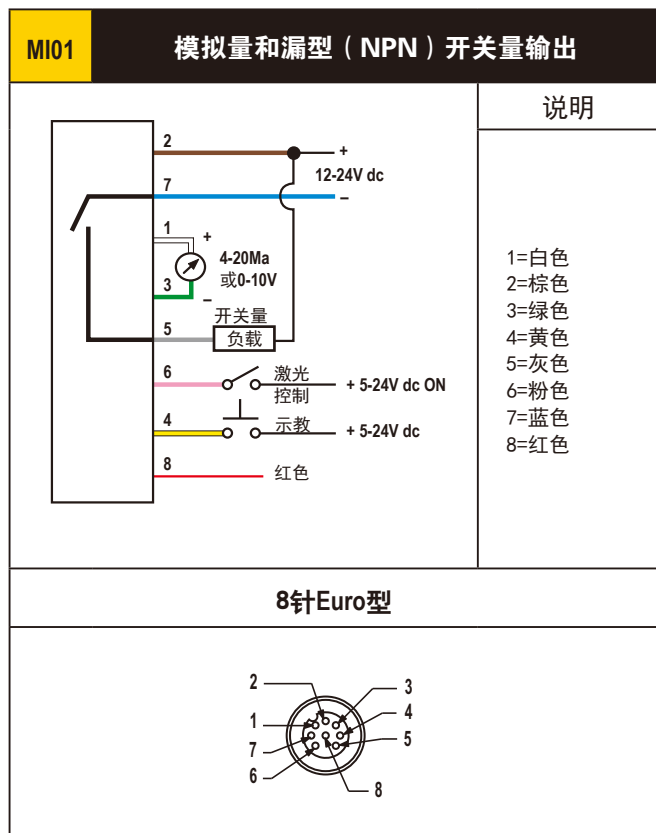 MI01
模拟量和漏型（NPN）开关量输出
说明
2
+
12-24V dc
7
–
1
+
4-20Ma
或0-10V
3
–
开关量
5
负载
6
激光
控制
+ 5-24V dc ON
4
示教
+ 5-24V dc
8
红色
1=白色
2=棕色
3=绿色
4=黄色
5=灰色
6=粉色
7=蓝色
8=红色
8针Euro型
2
3
1
4
7
5
6
8